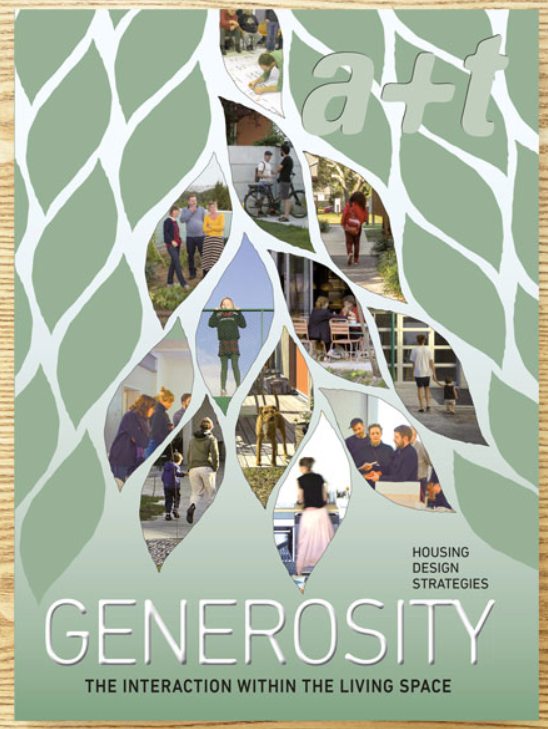 a+t
HOUSING
DESIGN
STRATEGIES
GENEROSITY
THE INTERACTION WITHIN THE LIVING SPACE